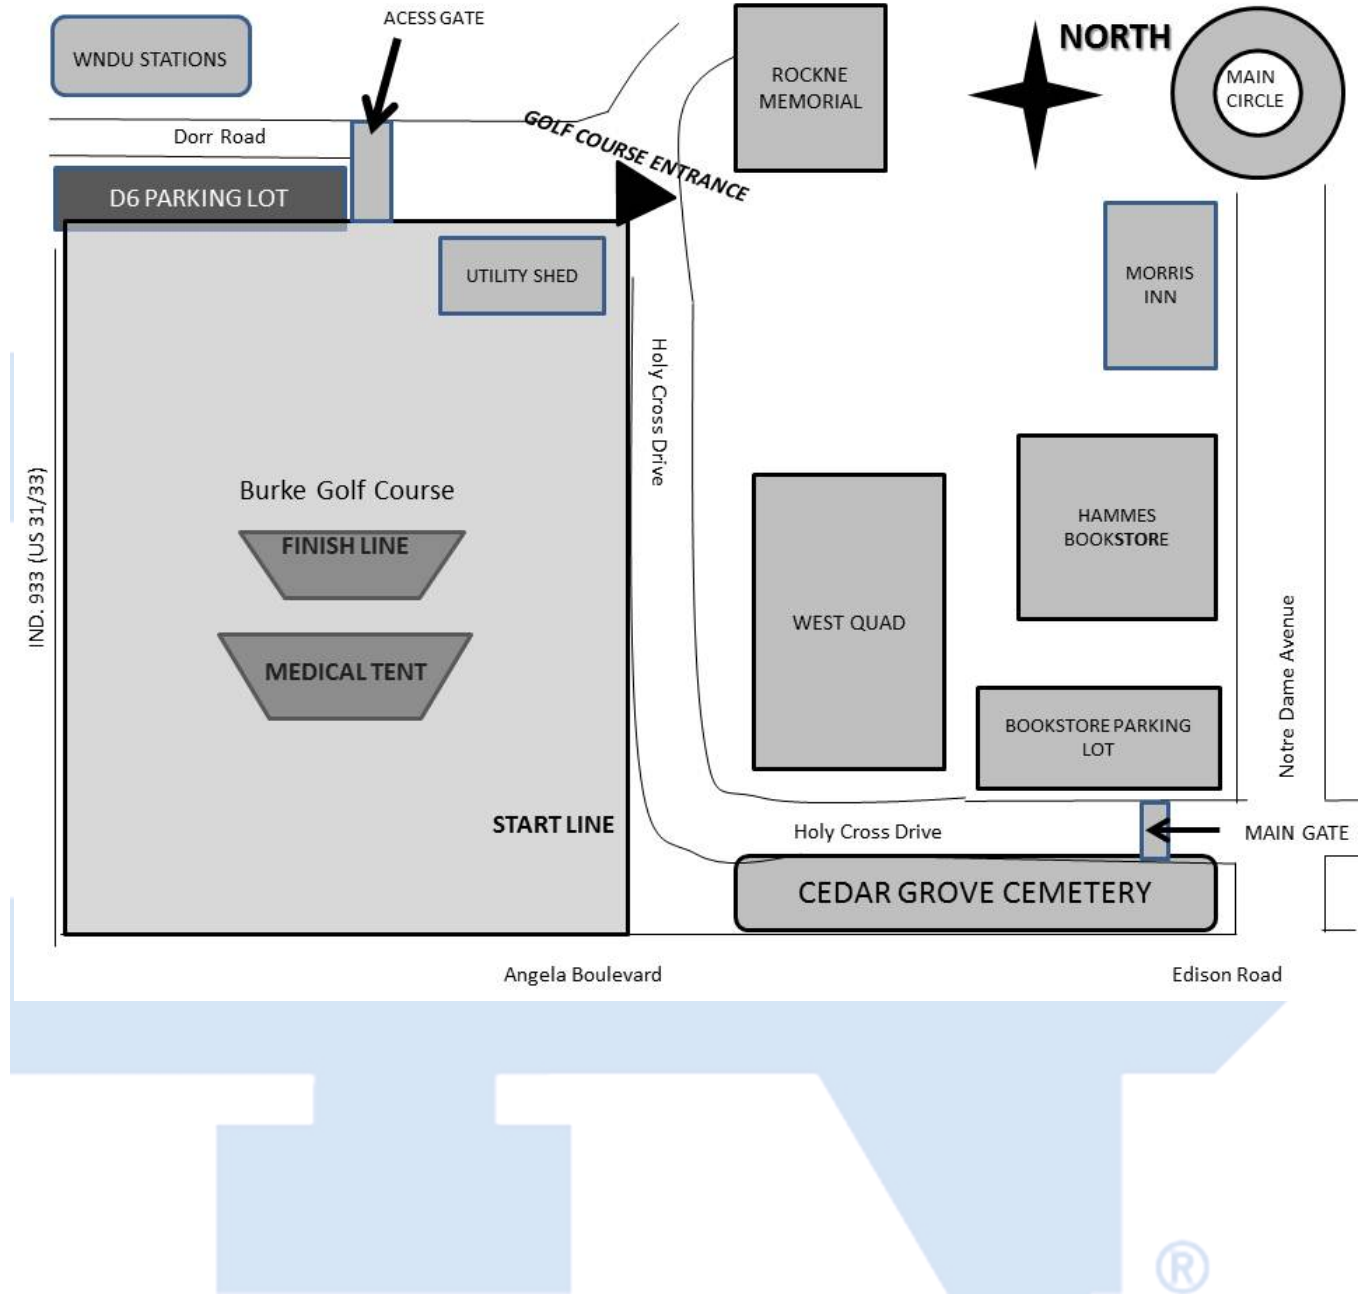 ACESS GATE
WNDU STATIONS
NORTH
ROCKNE
MEMORIAL
MAIN
CIRCLE
Dorr Road
GOLF COURSE ENTRANCE
D6 PARKING LOT
UTILITY SHED
MORRIS
INN
Holy Cross Drive
IND. 933 (US 31/33)
Burke Golf Course
FINISH LINE
HAMMES
BOOKSTORE
WEST QUAD
MEDICAL TENT
Notre Dame Avenue
BOOKSTORE PARKING
LOT
START LINE
Holy Cross Drive
MAIN GATE
CEDAR GROVE CEMETERY
Angela Boulevard
Edison Road
®